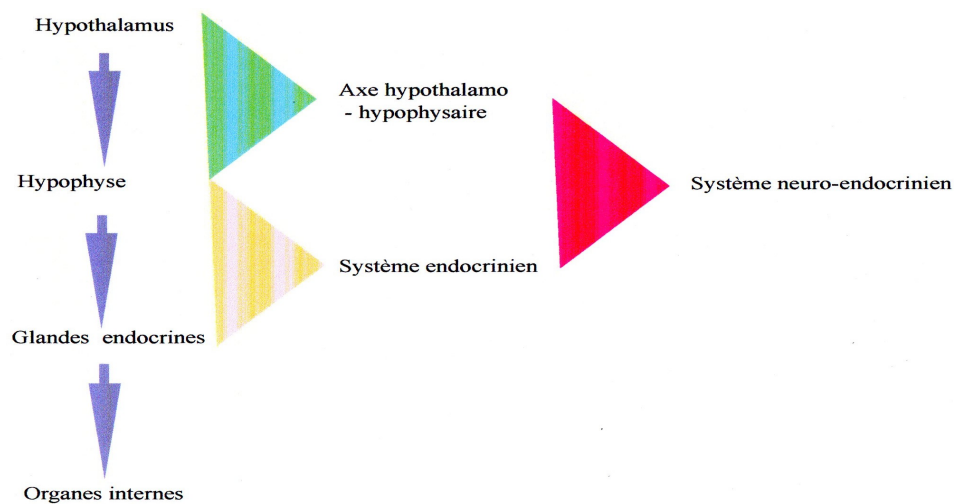 Hypothalamus
Axe hypothalamo
- hypophysaire
Hypophyse
Système neuro-endocrinien
Système endocrinien
Glandes endocrines
Organes internes